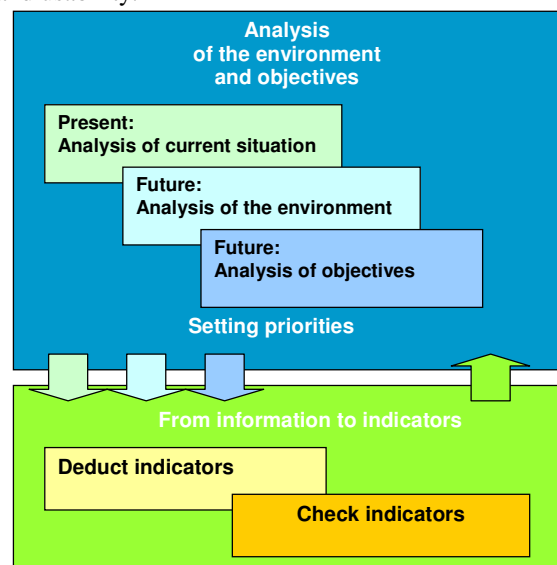 Analysis
of the environment
and objectives
Present:
Analysis of current situation
Future:
Analysis of the environment
Future:
Analysis of objectives
Setting priorities
From information to indicators
Deduct indicators
Check indicators